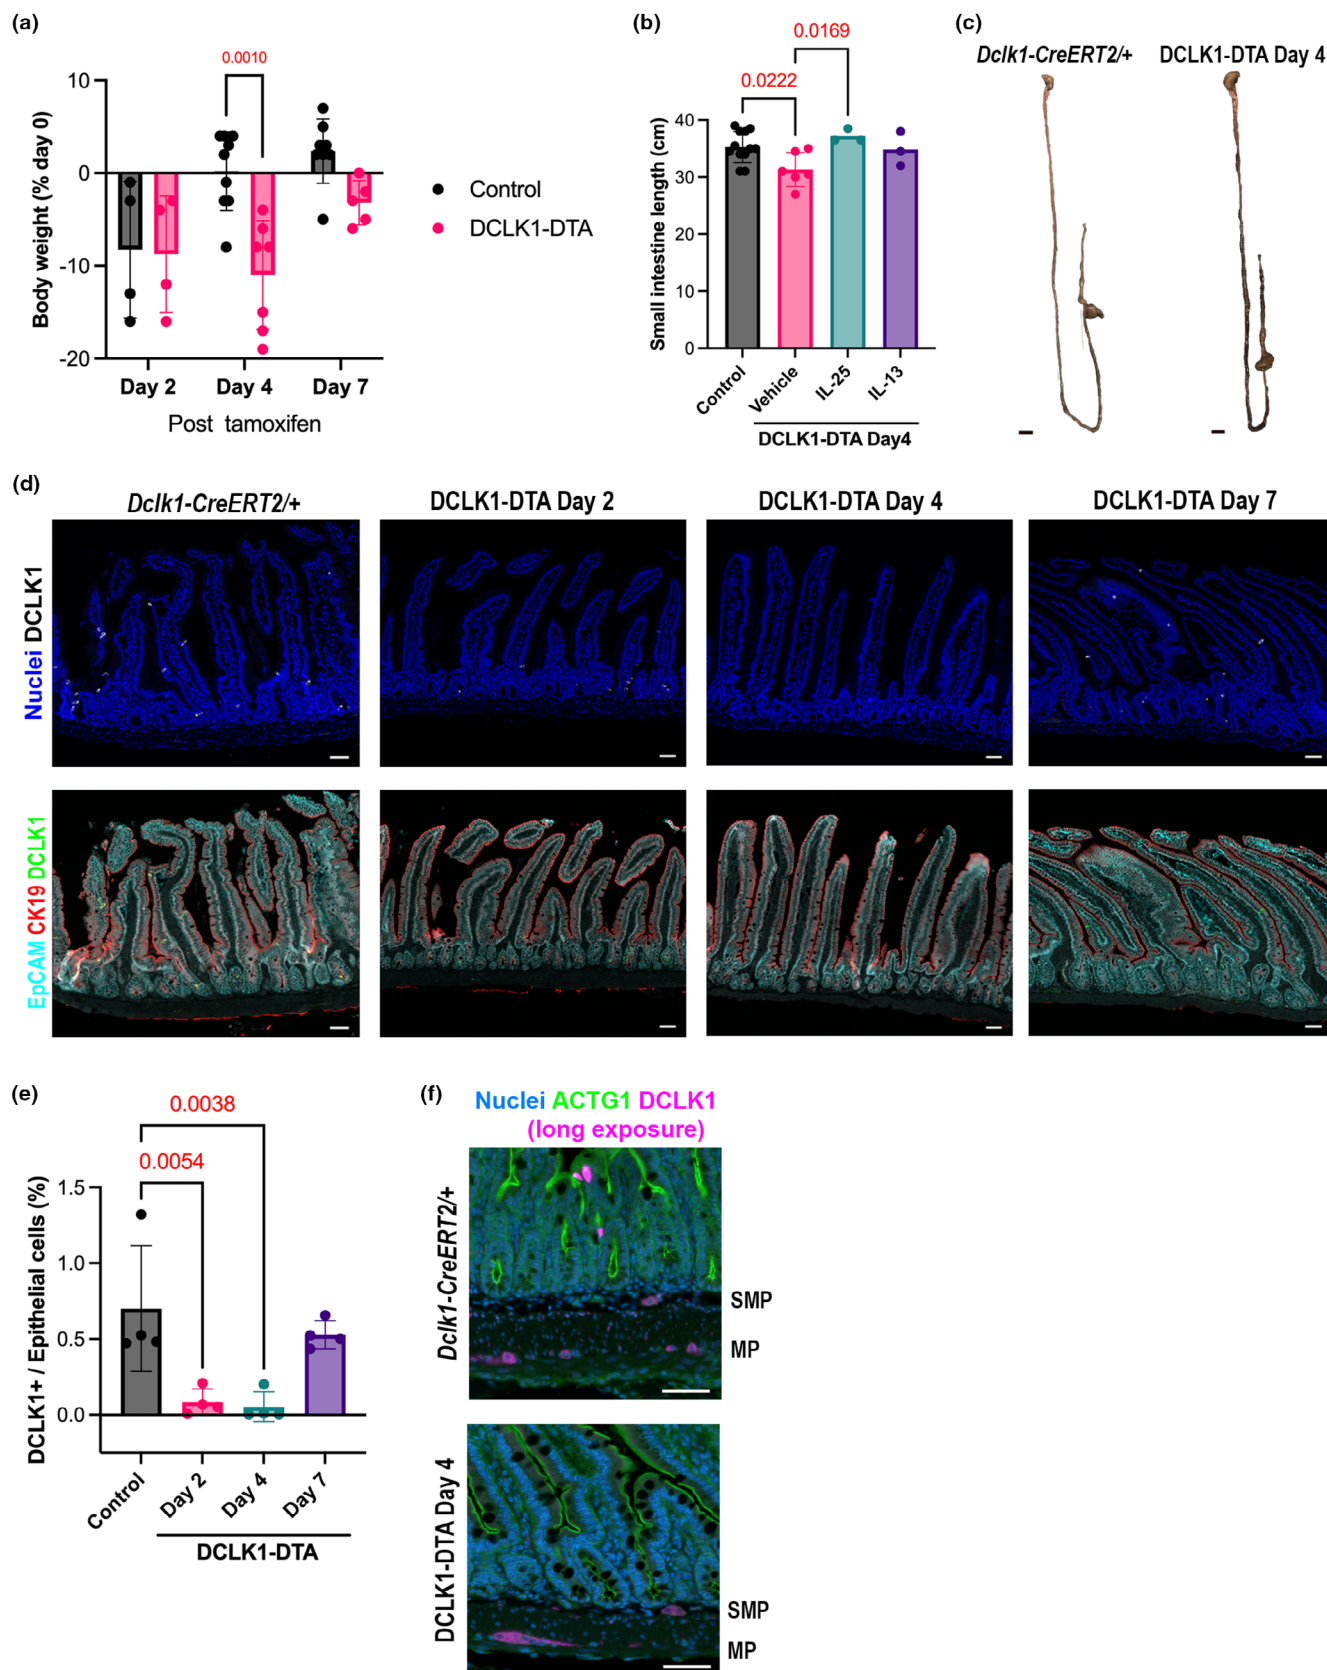 (a)
0.0010
Body weight (% day 0)
10
0
-10
-20
Day 2 Day 4 Day 7
Post tamoxifen
Control
DCLK1-DTA
(b)
0.0169
0.0222
Small intestine length (cm)
40
30
20
10
0
Control Vehicle IL-25 IL-13
DCLK1-DTA Day4
(c)
Dclk1-CreERT2/+ DCLK1-DTA Day 4
(d)
Dclk1-CreERT2/+ DCLK1-DTA Day 2 DCLK1-DTA Day 4 DCLK1-DTA Day 7
Nuclei DCLK1
EpCAM CK19 DCLK1
(e)
0.0038
0.0054
DCLK1+ / Epithelial cells (%)
1.5
1.0
0.5
0.0
Control Day 2 Day 4 Day 7
DCLK1-DTA
(f)
Nuclei ACTG1 DCLK1
(long exposure)
Dclk1-CreERT2/+
SMP
MP
DCLK1-DTA Day 4
SMP
MP